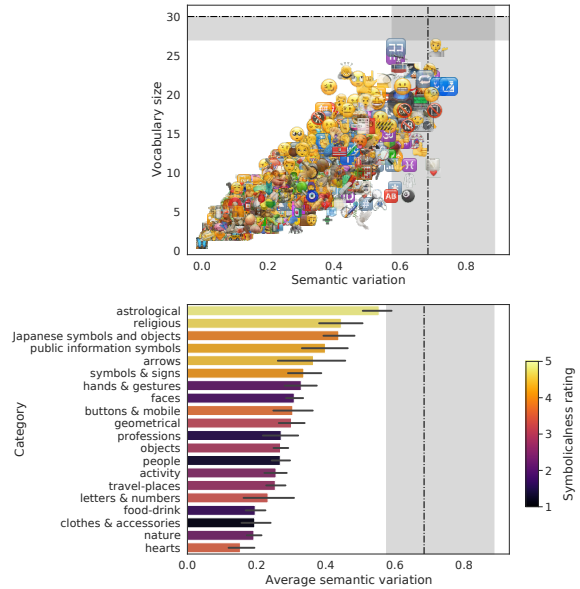 30
25
20
15
10
5
0
Vocabulary size
0.0 0.2 0.4 0.6 0.8
Semantic variation
AB
astrological
religious
Japanese symbols and objects
public information symbols
arrows
symbols & signs
hands & gestures
faces
buttons & mobile
geometrical
professions
objects
people
activity
travel-places
letters & numbers
food-drink
clothes & accessories
nature
hearts
Category
0.0 0.2 0.4 0.6 0.8
Average semantic variation
5
4
3
2
1
Symbolicalness rating